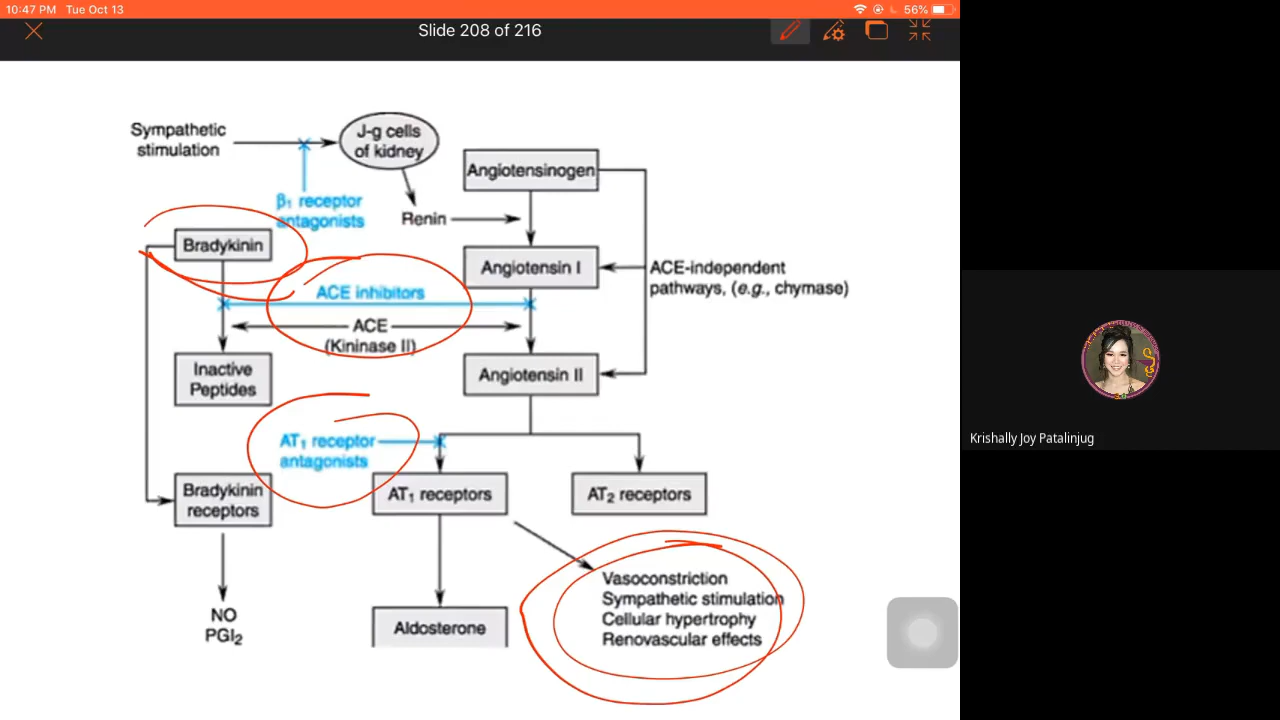 10:47 PM Tue Oct 13
56%
Slide 208 of 216
Sympathetic
stimulation
J-g cells
of kidney
Angiotensinogen
β₁ receptor
antagonists
Renin
Bradykinin
Angiotensin I
ACE-independent
pathways, (e.g., chymase)
ACE inhibitors
ACE
(Kininase II)
Inactive
Peptides
Angiotensin II
AT₁ receptor
antagonists
Bradykinin
receptors
AT₁ receptors
AT₂ receptors
NO
PGI₂
Aldosterone
Vasoconstriction
Sympathetic stimulation
Cellular hypertrophy
Renovascular effects
Krishally Joy Patalinjug